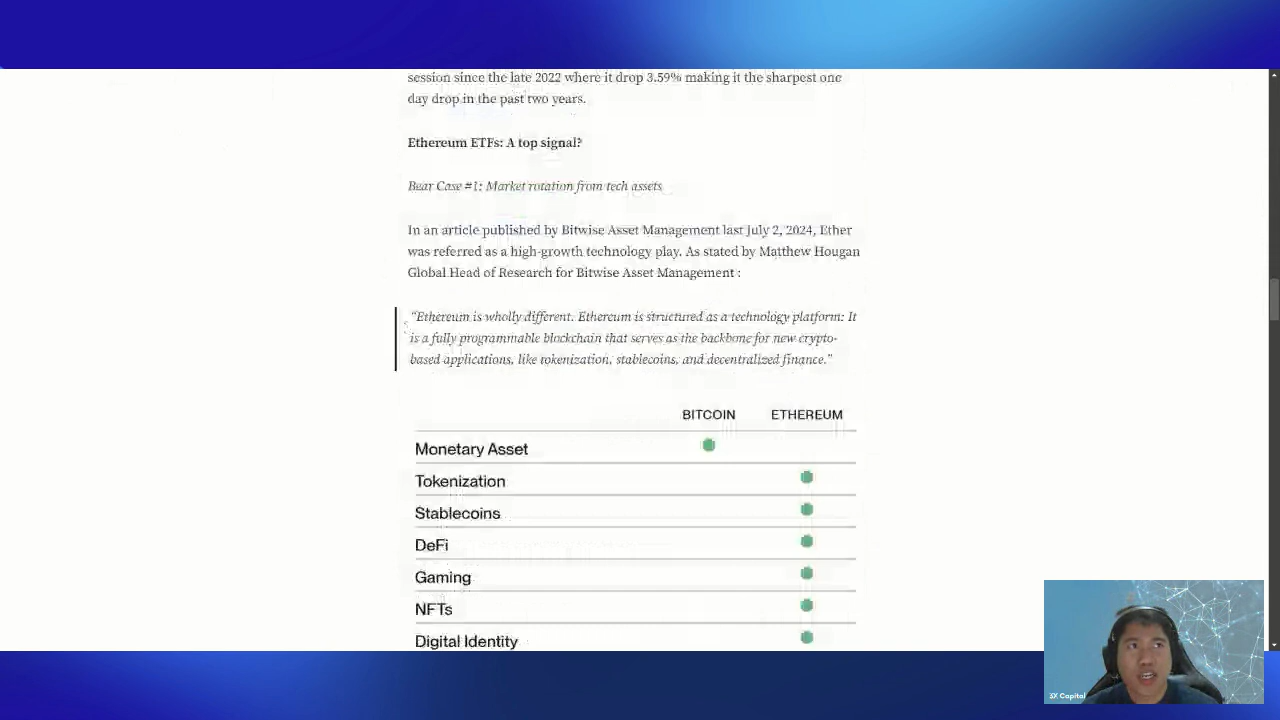 session since the late 2022 where it drop 3.59% making it the sharpest one
day drop in the past two years.
Ethereum ETFs: A top signal?
Bear Case #1: Market rotation from tech assets
In an article published by Bitwise Asset Management last July 2, 2024, Ether
was referred as a high-growth technology play. As stated by Matthew Hougan
Global Head of Research for Bitwise Asset Management :
"Ethereum is wholly different. Ethereum is structured as a technology platform: It
is a fully programmable blockchain that serves as the backbone for new crypto-
based applications, like tokenization, stablecoins, and decentralized finance."
BITCOIN ETHEREUM
Monetary Asset
Tokenization
Stablecoins
DeFi
Gaming
NFTs
Digital Identity
3X Capital